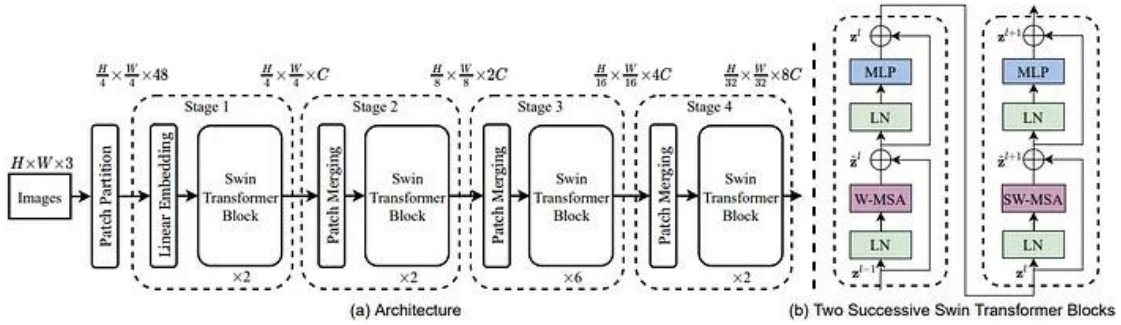 H/4 × W/4 × 48
H/4 × W/4 × C
H/8 × W/8 × 2C
H/16 × W/16 × 4C
H/32 × W/32 × 8C
Stage 1
Stage 2
Stage 3
Stage 4
H×W×3
Images
Patch Partition
Linear Embedding
Swin
Transformer
Block
×2
Patch Merging
Swin
Transformer
Block
×2
Patch Merging
Swin
Transformer
Block
×6
Patch Merging
Swin
Transformer
Block
×2
(a) Architecture
z^l
MLP
LN
ẑ^l
W-MSA
LN
z^{l-1}
z^{l+1}
MLP
LN
ẑ^{l+1}
SW-MSA
LN
z^l
(b) Two Successive Swin Transformer Blocks